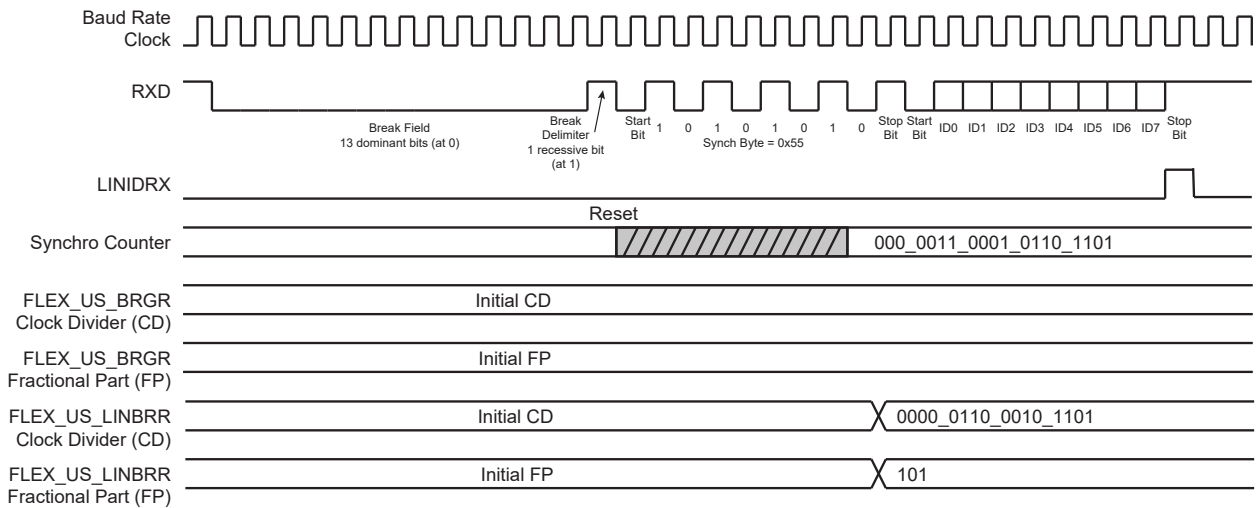 Baud Rate
Clock
RXD
Break Field
13 dominant bits (at 0)
Break
Delimiter
1 recessive bit
(at 1)
Start
Bit
1 0 1 0 1 0 1 0
Synch Byte = 0x55
Stop
Bit
Start
Bit
ID0 ID1 ID2 ID3 ID4 ID5 ID6 ID7
Stop
Bit
LINIDRX
Reset
Synchro Counter
000_0011_0001_0110_1101
FLEX_US_BRGR
Clock Divider (CD)
Initial CD
FLEX_US_BRGR
Fractional Part (FP)
Initial FP
FLEX_US_LINBRR
Clock Divider (CD)
Initial CD
0000_0110_0010_1101
FLEX_US_LINBRR
Fractional Part (FP)
Initial FP
101